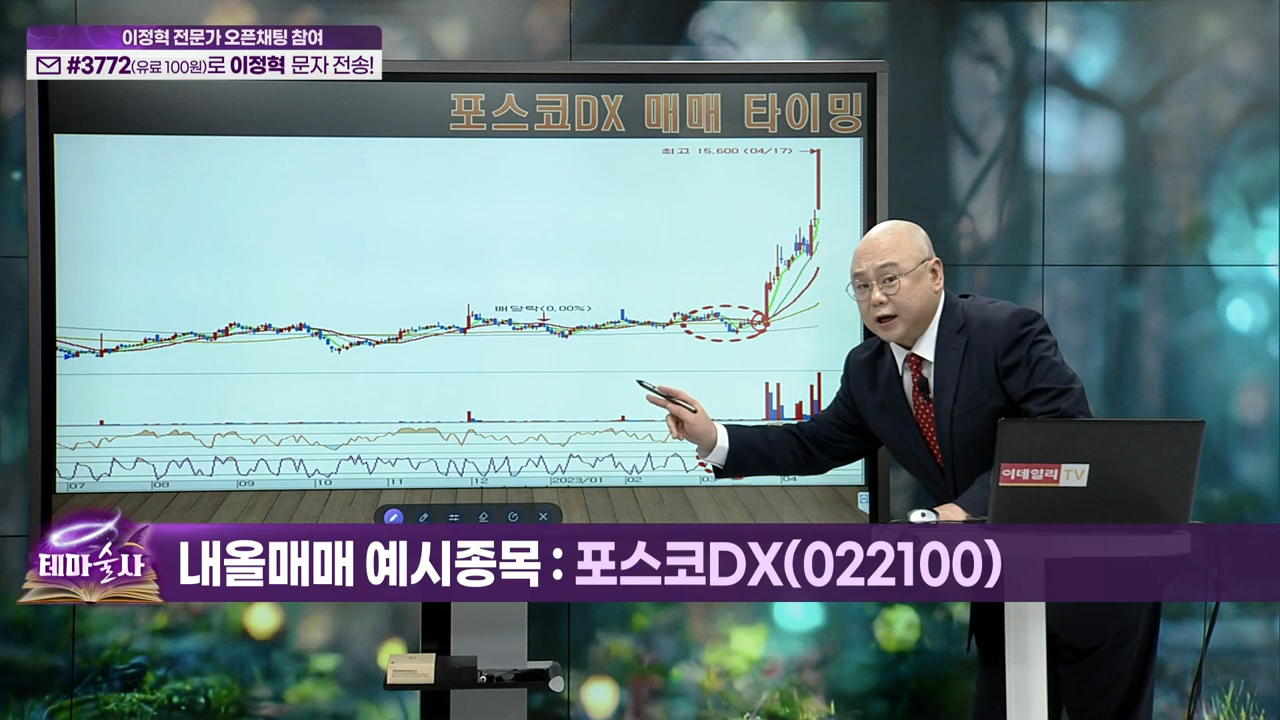 이정혁 전문가 오픈채팅 참여
#3772(유료 100원)로 이정혁 문자 전송!
포스코DX 매매 타이밍
최고 15,600 (04/17)
배당락(0.00%)
07 08 09 10 11 12 2023/01 02 03 04
이데일리TV
테마술사
내올매매 예시종목 : 포스코DX(022100)